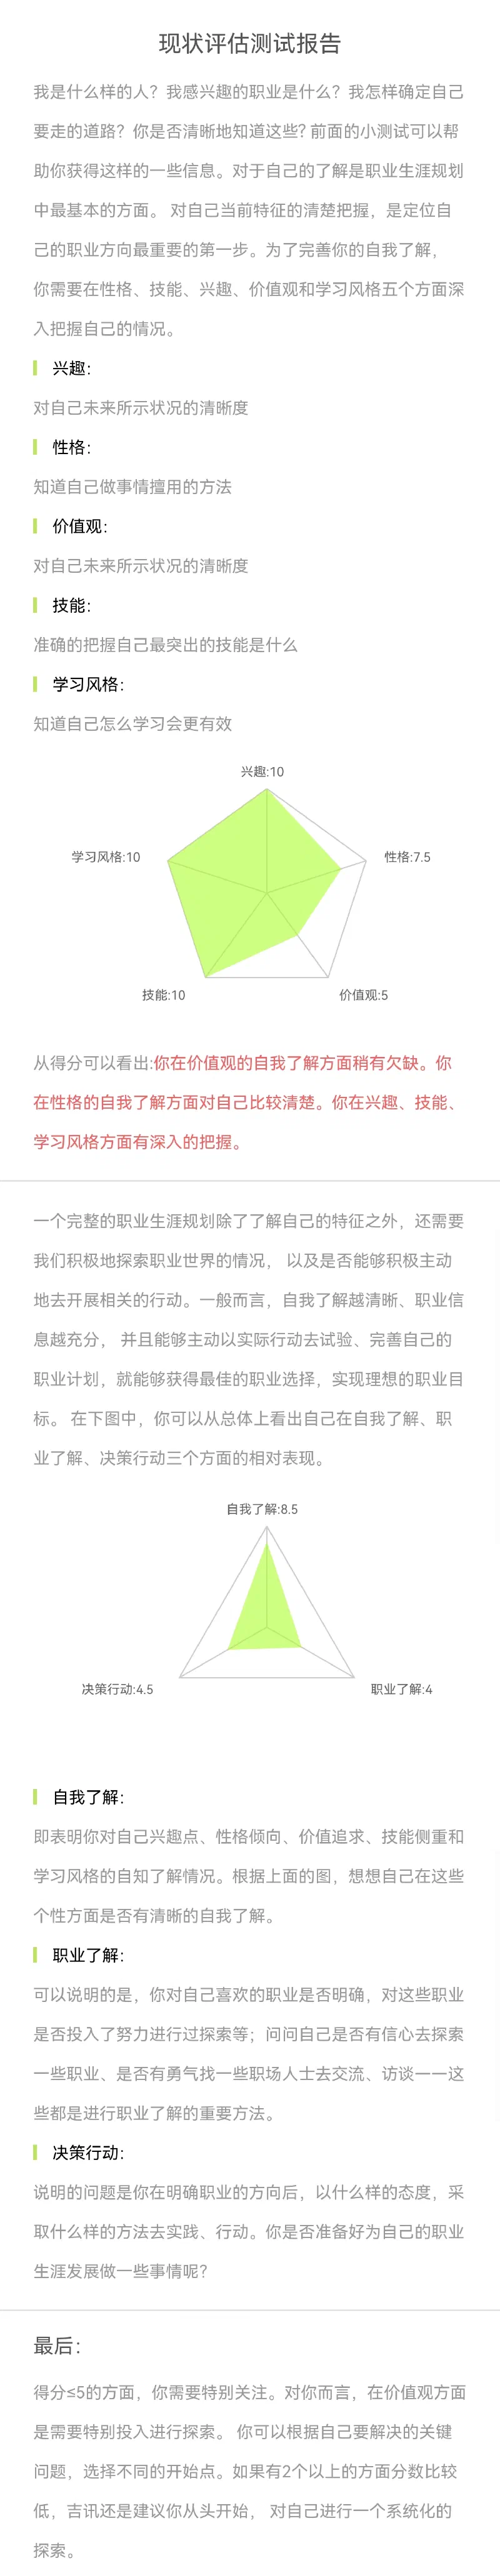 现状评估测试报告
我是什么样的人？我感兴趣的职业是什么？我怎样确定自己
要走的道路？你是否清晰地知道这些? 前面的小测试可以帮
助你获得这样的一些信息。对于自己的了解是职业生涯规划
中最基本的方面。 对自己当前特征的清楚把握，是定位自
己的职业方向最重要的第一步。为了完善你的自我了解，
你需要在性格、技能、兴趣、价值观和学习风格五个方面深
入把握自己的情况。
兴趣：
对自己未来所示状况的清晰度
性格：
知道自己做事情擅用的方法
价值观：
对自己未来所示状况的清晰度
技能：
准确的把握自己最突出的技能是什么
学习风格：
知道自己怎么学习会更有效
兴趣:10
学习风格:10
性格:7.5
技能:10
价值观:5
从得分可以看出:你在价值观的自我了解方面稍有欠缺。你
在性格的自我了解方面对自己比较清楚。你在兴趣、技能、
学习风格方面有深入的把握。
一个完整的职业生涯规划除了了解自己的特征之外，还需要
我们积极地探索职业世界的情况， 以及是否能够积极主动
地去开展相关的行动。一般而言，自我了解越清晰、职业信
息越充分， 并且能够主动以实际行动去试验、完善自己的
职业计划，就能够获得最佳的职业选择，实现理想的职业目
标。 在下图中，你可以从总体上看出自己在自我了解、职
业了解、决策行动三个方面的相对表现。
自我了解:8.5
决策行动:4.5
职业了解:4
自我了解：
即表明你对自己兴趣点、性格倾向、价值追求、技能侧重和
学习风格的自知了解情况。根据上面的图，想想自己在这些
个性方面是否有清晰的自我了解。
职业了解：
可以说明的是，你对自己喜欢的职业是否明确，对这些职业
是否投入了努力进行过探索等；问问自己是否有信心去探索
一些职业、是否有勇气找一些职场人士去交流、访谈一一这
些都是进行职业了解的重要方法。
决策行动：
说明的问题是你在明确职业的方向后，以什么样的态度，采
取什么样的方法去实践、行动。你是否准备好为自己的职业
生涯发展做一些事情呢？
最后：
得分≤5的方面，你需要特别关注。对你而言，在价值观方面
是需要特别投入进行探索。 你可以根据自己要解决的关键
问题，选择不同的开始点。如果有2个以上的方面分数比较
低，吉讯还是建议你从头开始， 对自己进行一个系统化的
探索。